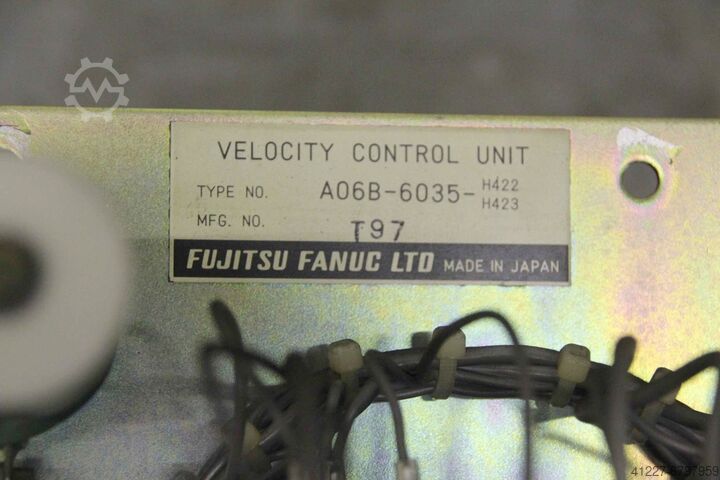 VELOCITY CONTROL UNIT
TYPE NO. A06B-6035- H422
H423
MFG. NO. T97
FUJITSU FANUC LTD MADE IN JAPAN